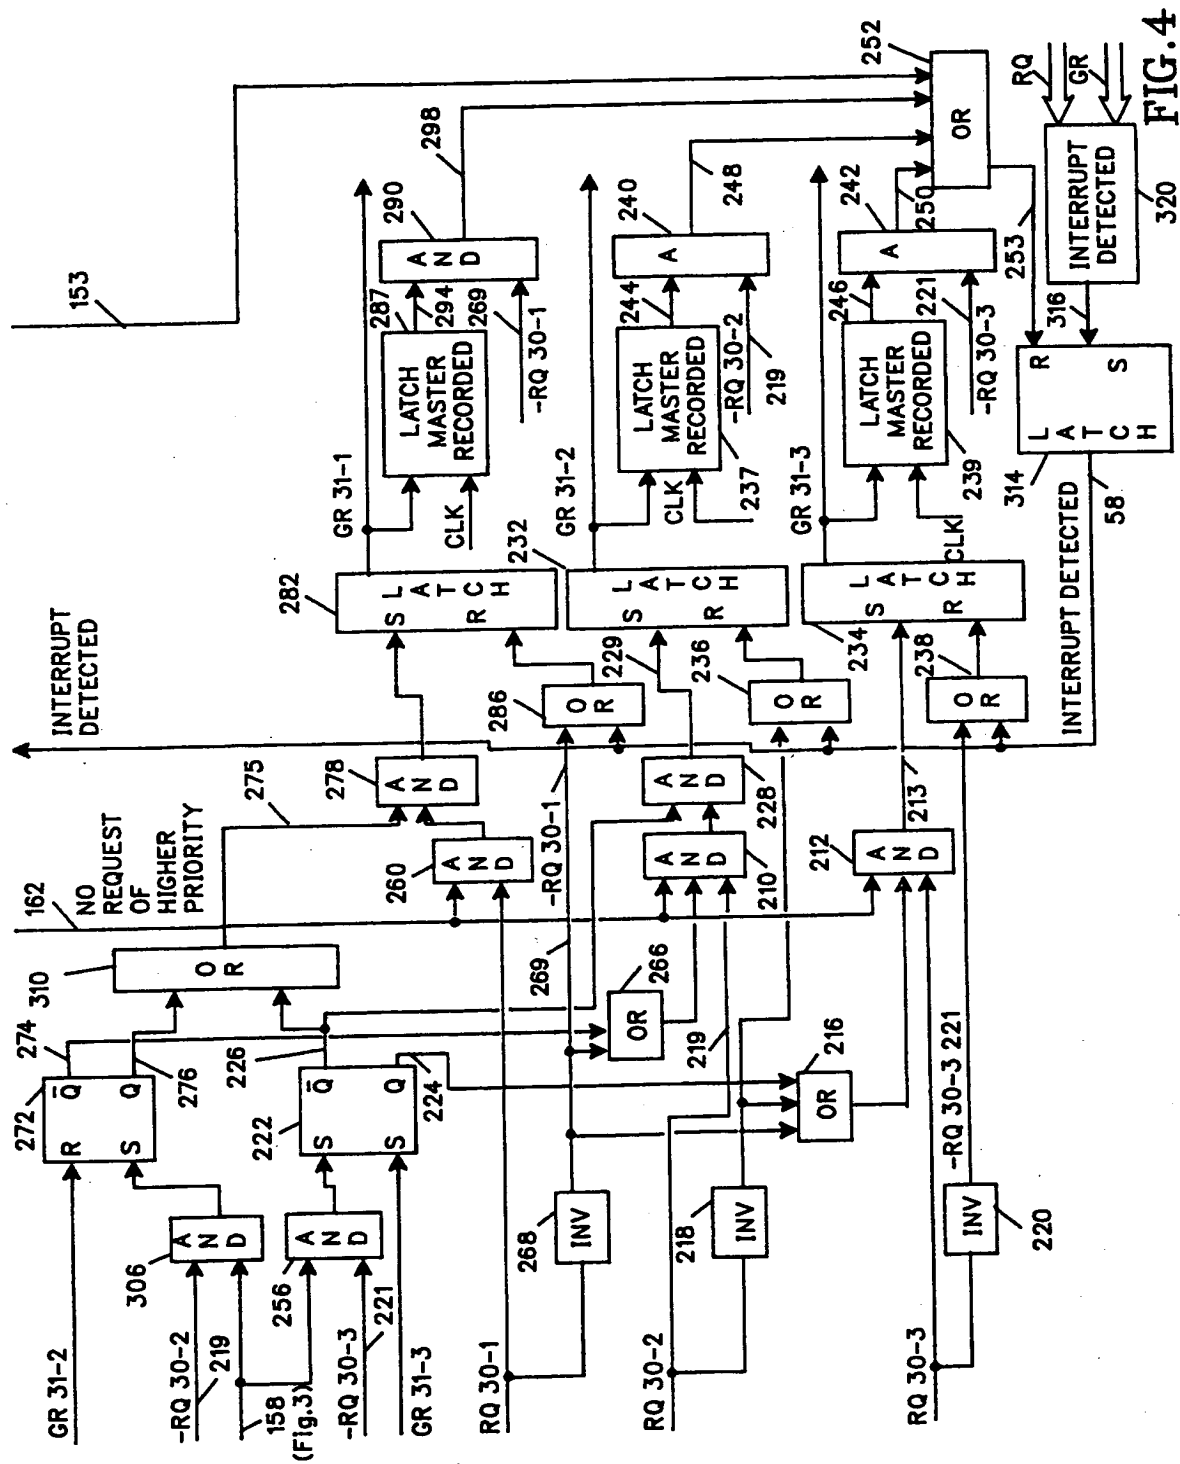 153
162
NO REQUEST
OF HIGHER
PRIORITY
INTERRUPT
DETECTED
272
R
Q̄
S
Q
274
276
310
OR
275
GR 31-2
306
AND
-RQ 30-2
219
158
(Fig.3)
256
AND
-RQ 30-3
221
GR 31-3
222
S
Q̄
S
Q
226
224
278
AND
260
AND
282
S
LATCH
R
GR 31-1
CLK
287
LATCH
MASTER
RECORDED
294
269
-RQ 30-1
290
AND
298
252
OR
RQ 30-1
268
INV
269
-RQ 30-1
266
OR
286
OR
229
228
AND
210
AND
219
232
S
LATCH
R
GR 31-2
CLK
237
LATCH
MASTER
RECORDED
244
-RQ 30-2
219
240
A
248
RQ 30-2
218
INV
216
OR
236
OR
212
AND
213
234
S
LATCH
R
GR 31-3
CLK
239
LATCH
MASTER
RECORDED
246
221
-RQ 30-3
242
A
250
253
RQ 30-3
220
INV
-RQ 30-3 221
238
OR
INTERRUPT DETECTED
58
314
LATCH
R
S
316
INTERRUPT
DETECTED
320
RQ
GR
FIG.4